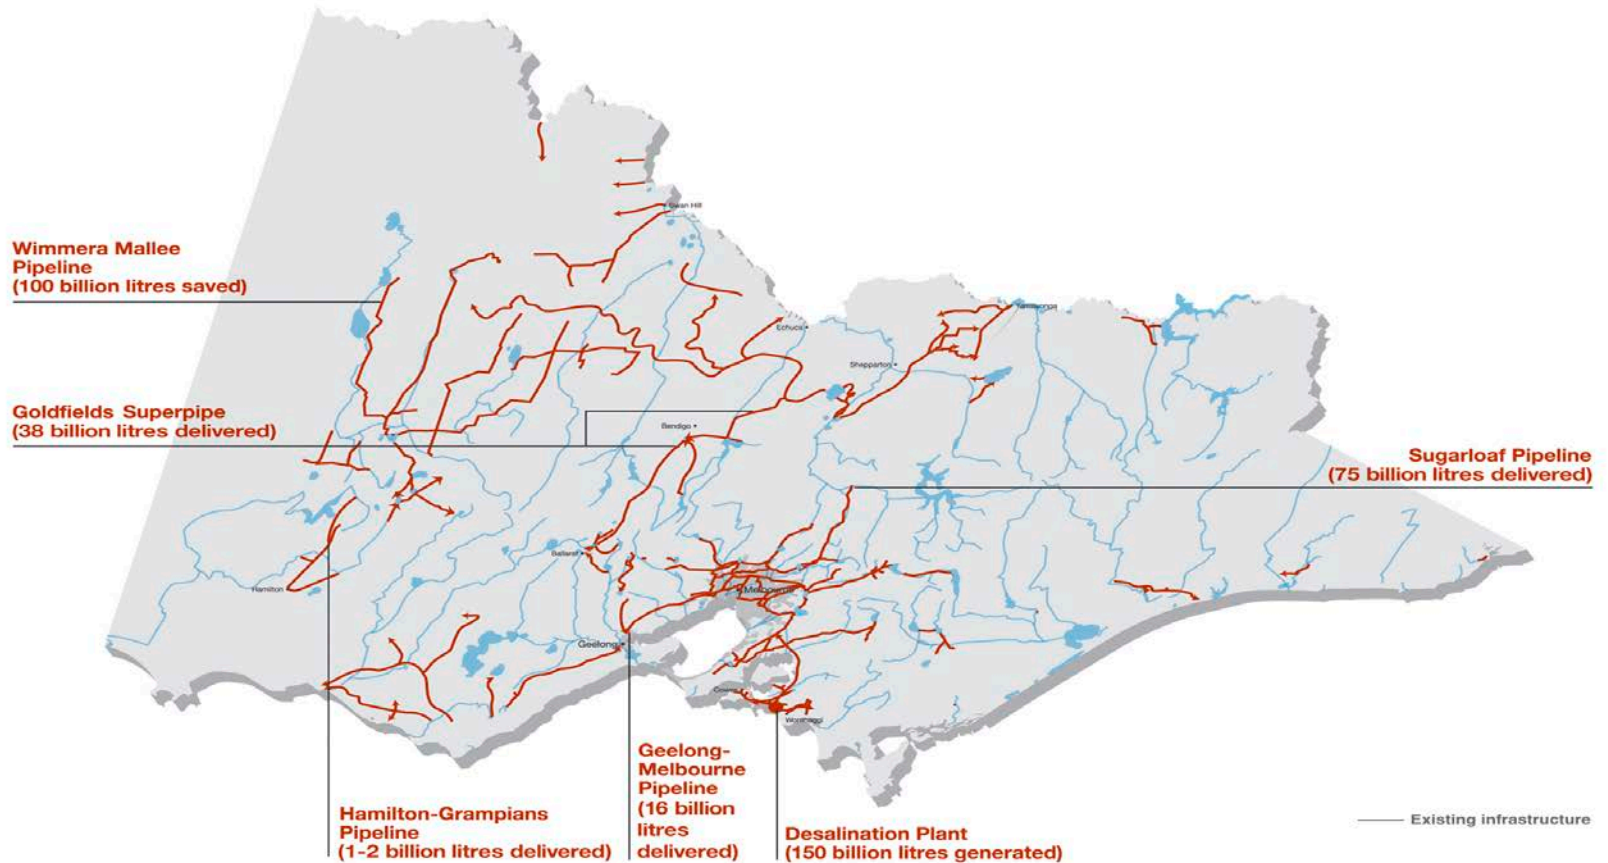 Swan Hill
Wimmera Mallee
Pipeline
(100 billion litres saved)
Yarrawonga
Echuca
Shepparton
Goldfields Superpipe
(38 billion litres delivered)
Bendigo
Sugarloaf Pipeline
(75 billion litres delivered)
Ballarat
Hamilton
Melbourne
Geelong
Cowes
Wonthaggi
Geelong-
Melbourne
Pipeline
(16 billion
litres
delivered)
Hamilton-Grampians
Pipeline
(1-2 billion litres delivered)
Desalination Plant
(150 billion litres generated)
Existing infrastructure